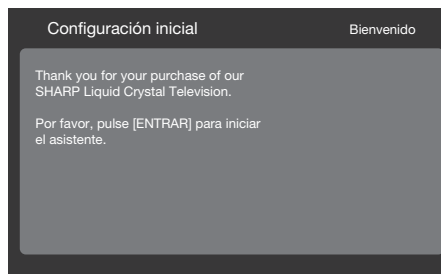 Configuración inicial
Bienvenido
Thank you for your purchase of our
SHARP Liquid Crystal Television.
Por favor, pulse [ENTRAR] para iniciar
el asistente.